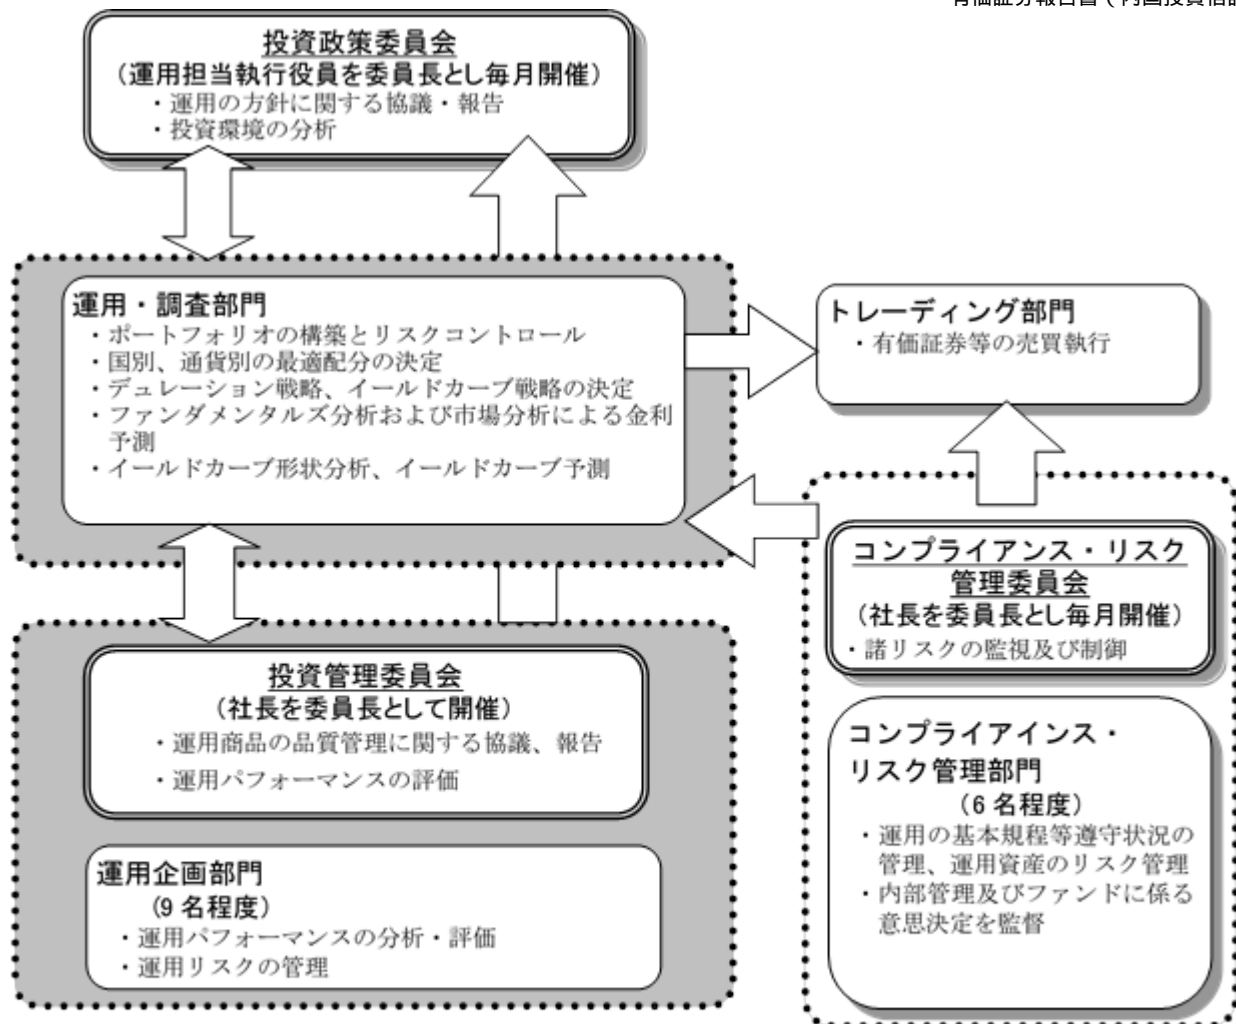 有価証券報告書（内国投資信託
投資政策委員会
（運用担当執行役員を委員長とし毎月開催）
・運用の方針に関する協議・報告
・投資環境の分析
運用・調査部門
・ポートフォリオの構築とリスクコントロール
・国別、通貨別の最適配分の決定
・デュレーション戦略、イールドカーブ戦略の決定
・ファンダメンタルズ分析および市場分析による金利
予測
・イールドカーブ形状分析、イールドカーブ予測
トレーディング部門
・有価証券等の売買執行
コンプライアンス・リスク
管理委員会
（社長を委員長とし毎月開催）
・諸リスクの監視及び制御
投資管理委員会
（社長を委員長として開催）
・運用商品の品質管理に関する協議、報告
・運用パフォーマンスの評価
運用企画部門
（9 名程度）
・運用パフォーマンスの分析・評価
・運用リスクの管理
コンプライアインス・
リスク管理部門
（6 名程度）
・運用の基本規程等遵守状況の
管理、運用資産のリスク管理
・内部管理及びファンドに係る
意思決定を監督